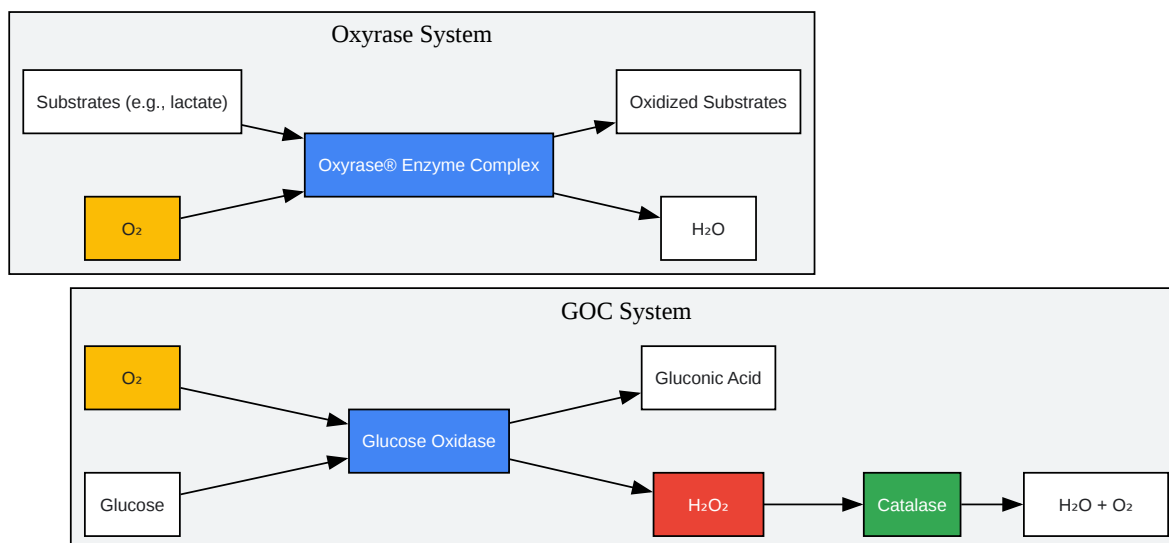 Oxyrase System
Substrates (e.g., lactate)
Oxidized Substrates
Oxyrase® Enzyme Complex
O₂
H₂O
GOC System
O₂
Gluconic Acid
Glucose Oxidase
Glucose
H₂O₂
Catalase
H₂O + O₂